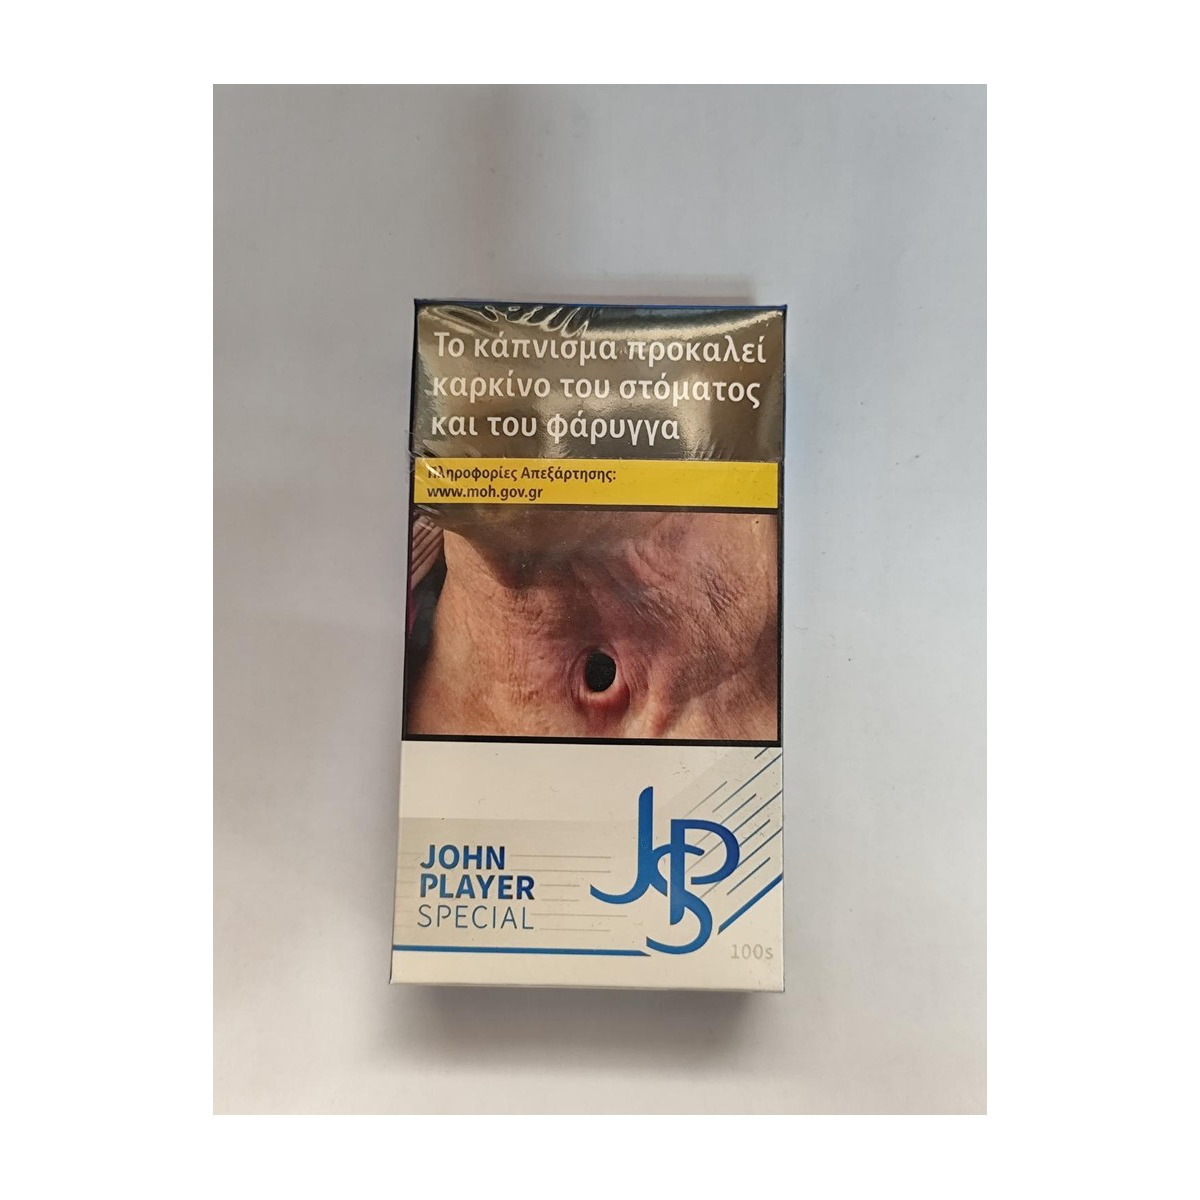 Το κάπνισμα προκαλεί
καρκίνο του στόματος
και του φάρυγγα
Πληροφορίες Απεξάρτησης:
www.moh.gov.gr
JPS
JOHN
PLAYER
SPECIAL
100s